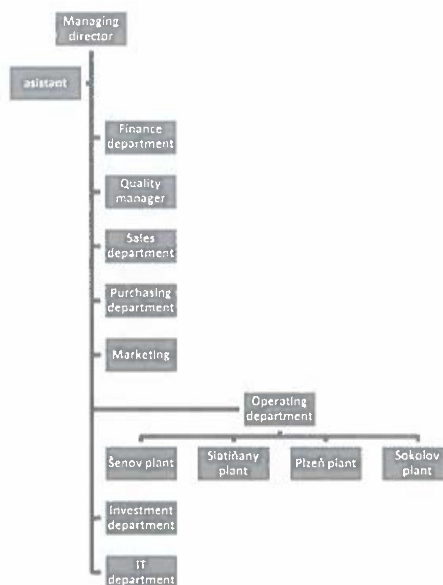 Managing
director
asistant
Finance
department
Quality
manager
Sales
department
Purchasing
department
Marketing
Operating
department
Šenov plant
Slatiňany
plant
Plzeň plant
Sokolov
plant
Investment
department
IT
department